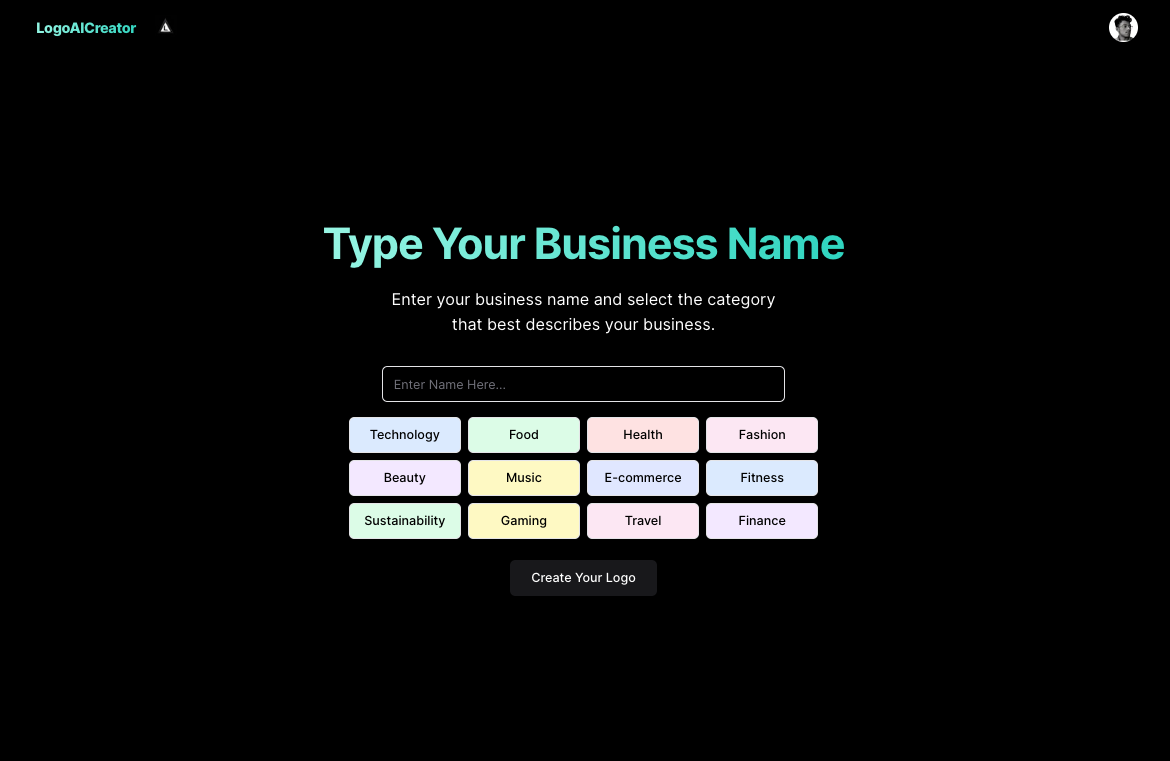 LogoAICreator
Type Your Business Name
Enter your business name and select the category
that best describes your business.
Enter Name Here...
Technology Food Health Fashion
Beauty Music E-commerce Fitness
Sustainability Gaming Travel Finance
Create Your Logo